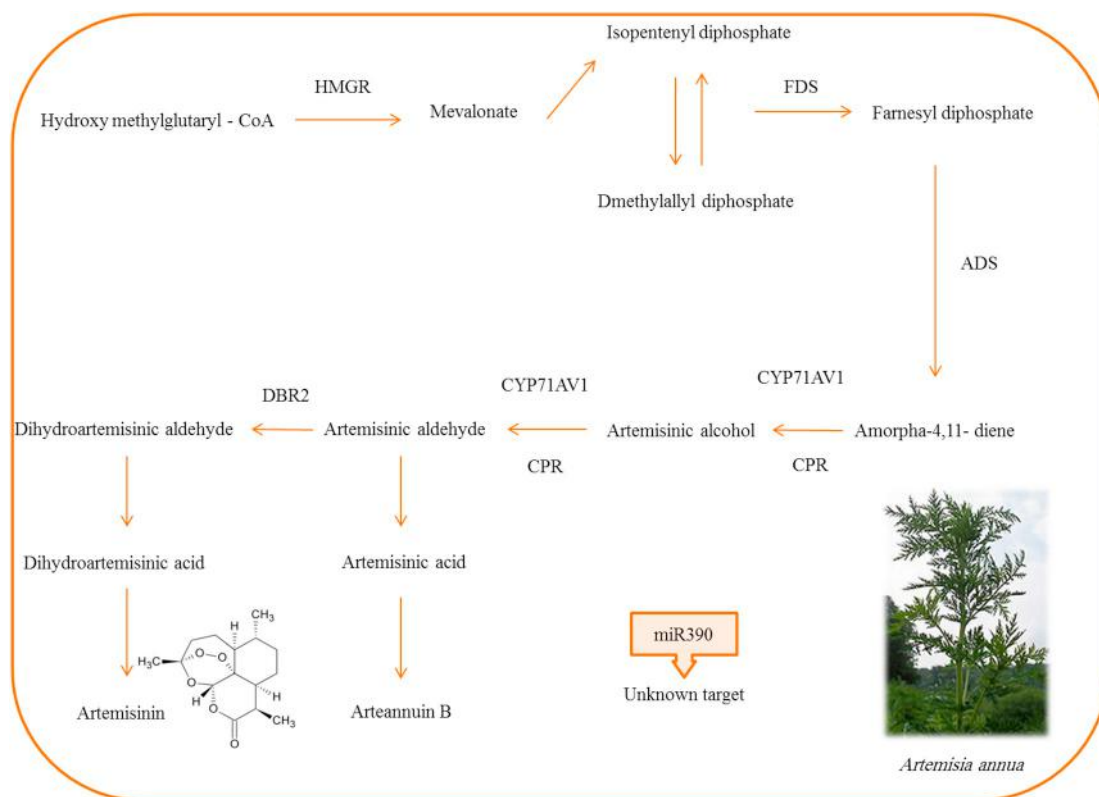 Isopentenyl diphosphate
HMGR
FDS
Hydroxy methylglutaryl - CoA
Mevalonate
Farnesyl diphosphate
Dmethylallyl diphosphate
ADS
DBR2
CYP71AV1
CYP71AV1
Dihydroartemisinic aldehyde
Artemisinic aldehyde
Artemisinic alcohol
Amorpha-4,11- diene
CPR
CPR
Dihydroartemisinic acid
Artemisinic acid
miR390
Unknown target
H
CH3
H3C
O
O
O
H
O
H
CH3
O
Artemisinin
Arteannuin B
Artemisia annua